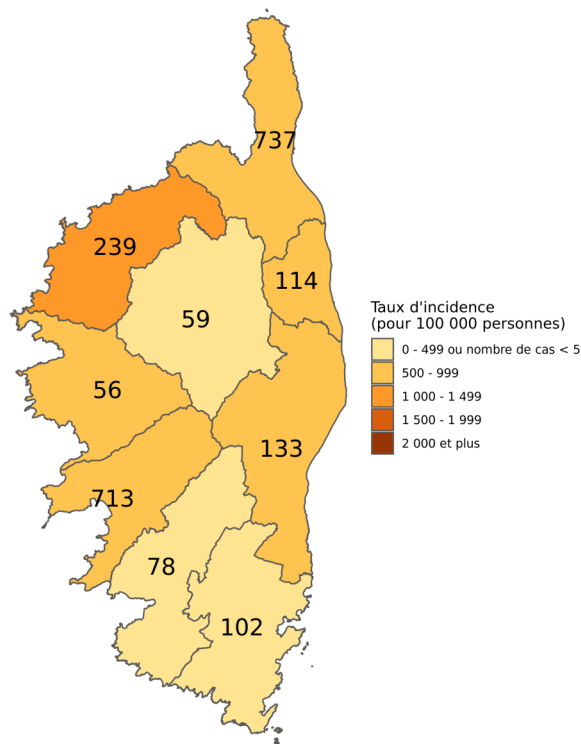 737
239
114
59
Taux d'incidence
(pour 100 000 personnes)
0 - 499 ou nombre de cas < 5
500 - 999
1 000 - 1 499
1 500 - 1 999
2 000 et plus
56
133
713
78
102